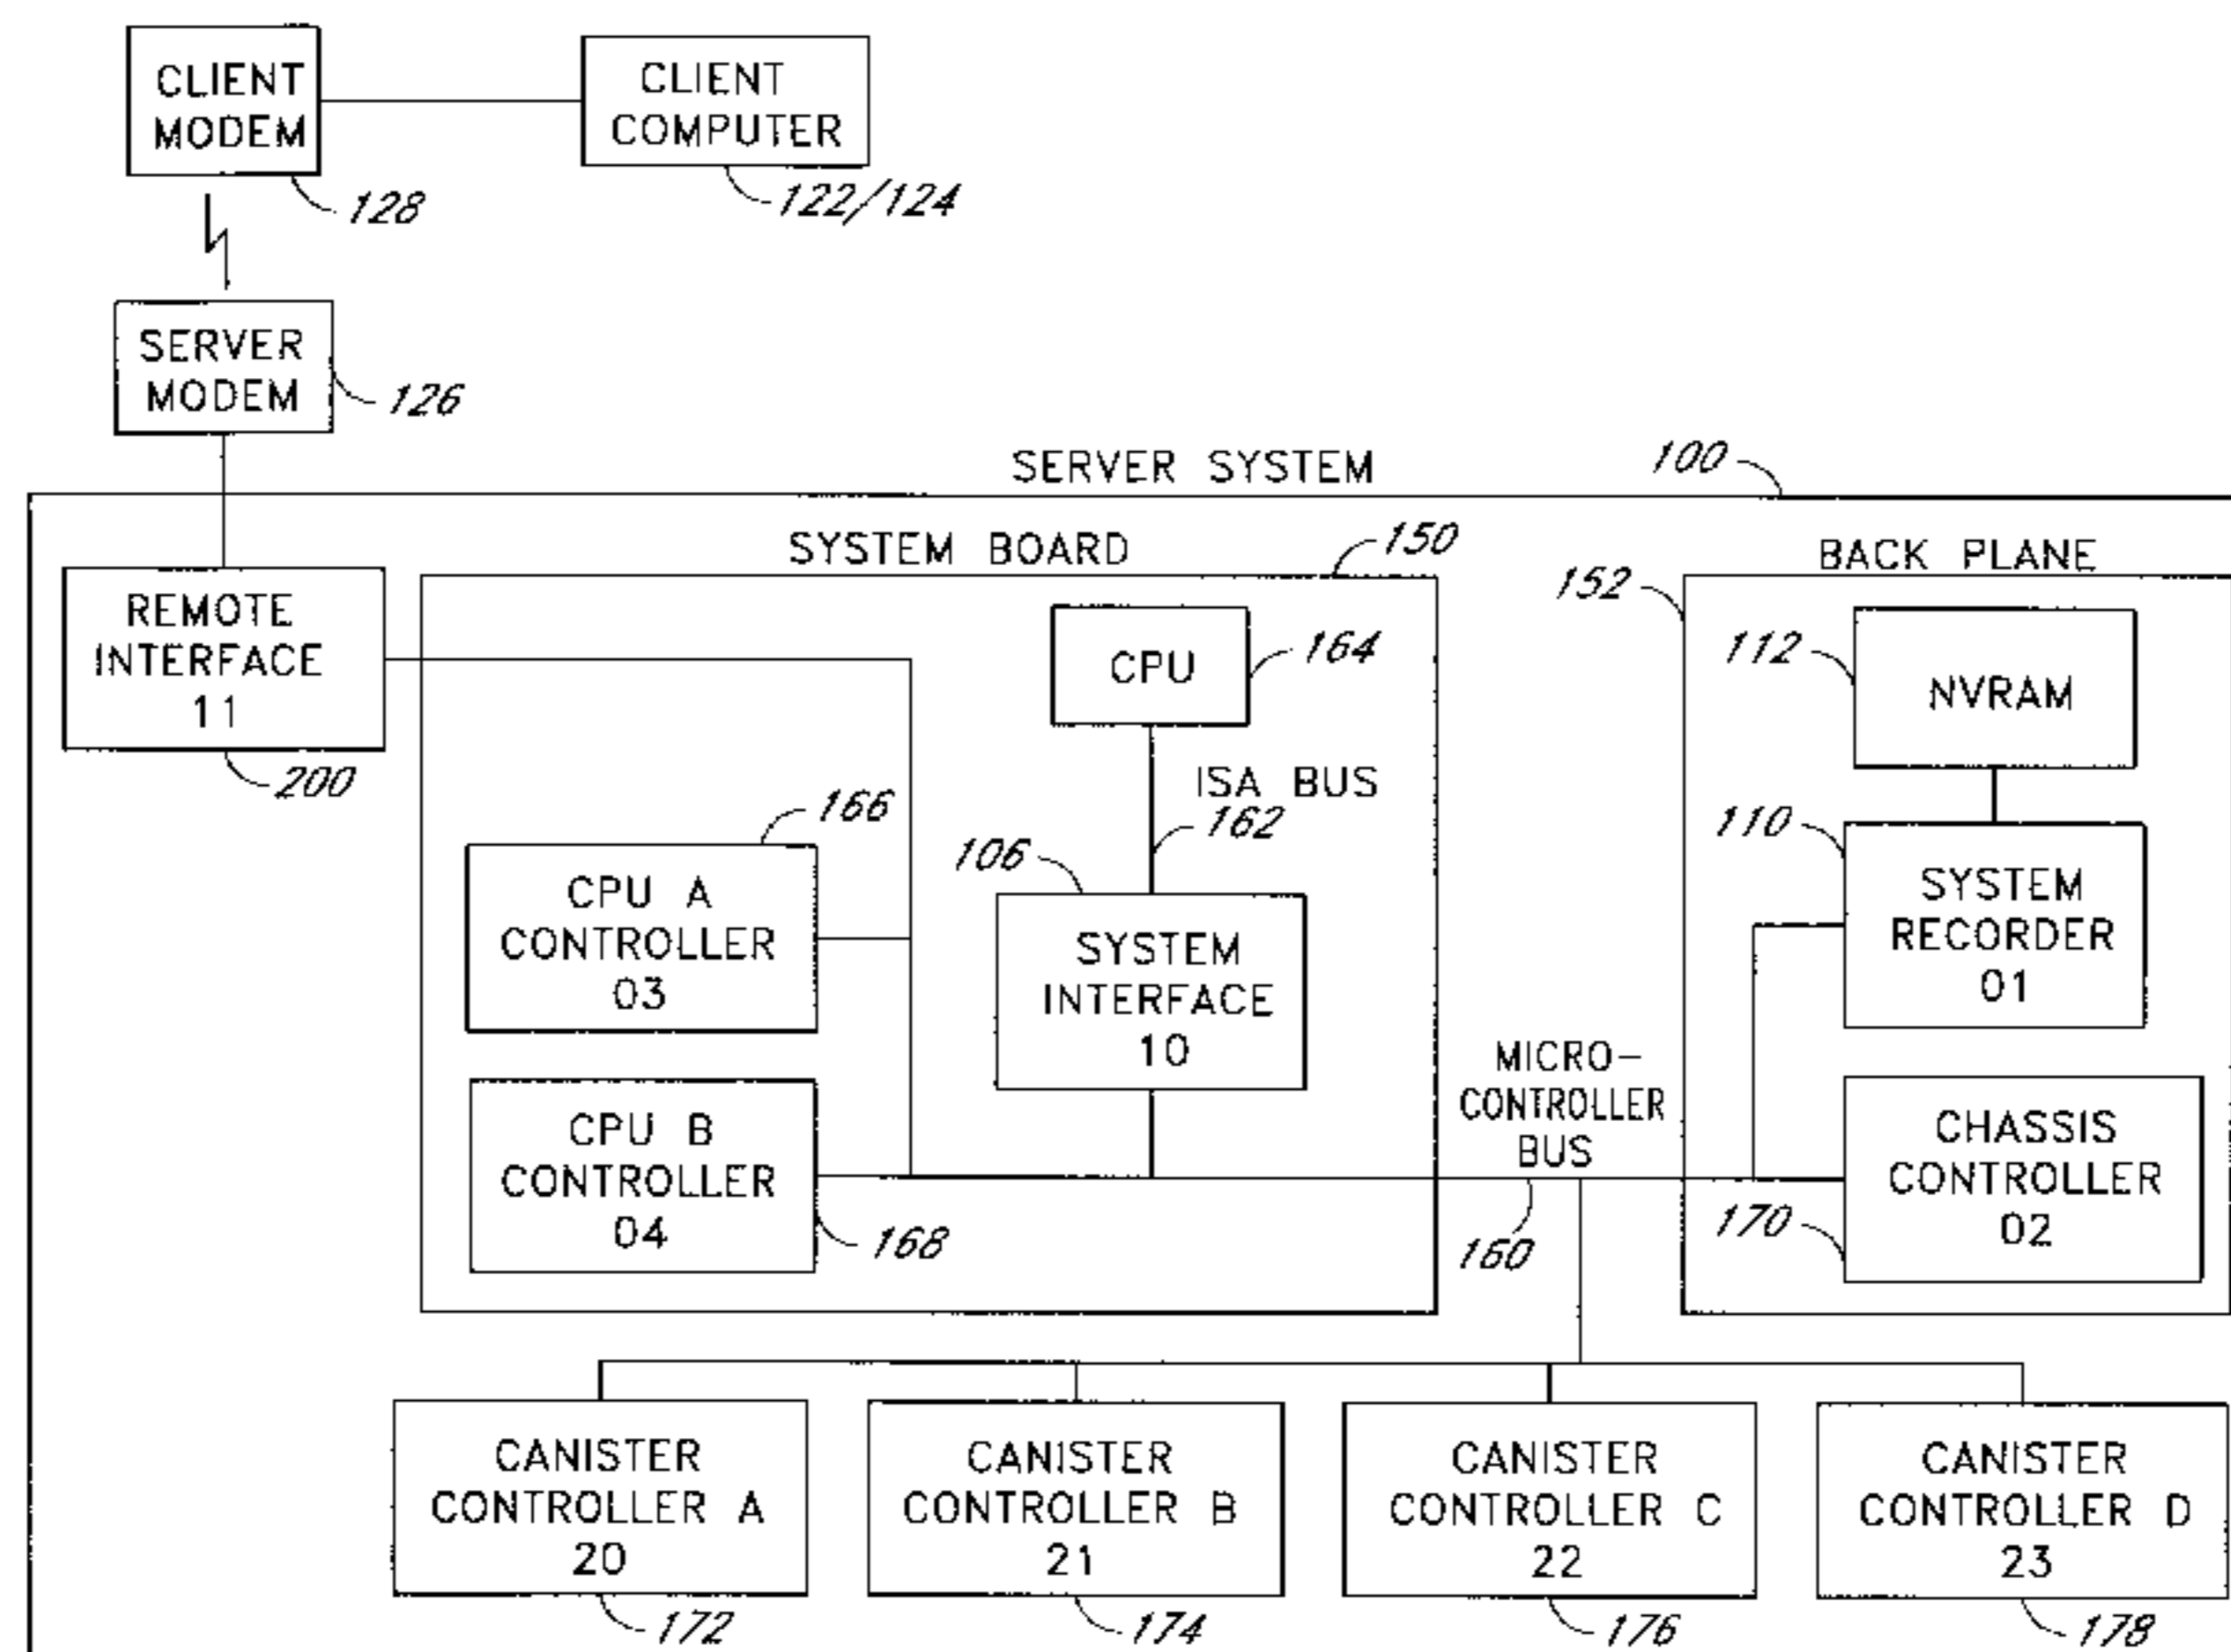 CLIENT
MODEM
128
CLIENT
COMPUTER
122/124
SERVER
MODEM
126
SERVER SYSTEM
100
REMOTE
INTERFACE
11
200
SYSTEM BOARD
150
CPU
164
ISA BUS
162
166
CPU A
CONTROLLER
03
106
SYSTEM
INTERFACE
10
CPU B
CONTROLLER
04
168
MICRO-
CONTROLLER
BUS
160
BACK PLANE
152
112
NVRAM
110
SYSTEM
RECORDER
01
CHASSIS
CONTROLLER
02
170
CANISTER
CONTROLLER A
20
172
CANISTER
CONTROLLER B
21
174
CANISTER
CONTROLLER C
22
176
CANISTER
CONTROLLER D
23
178